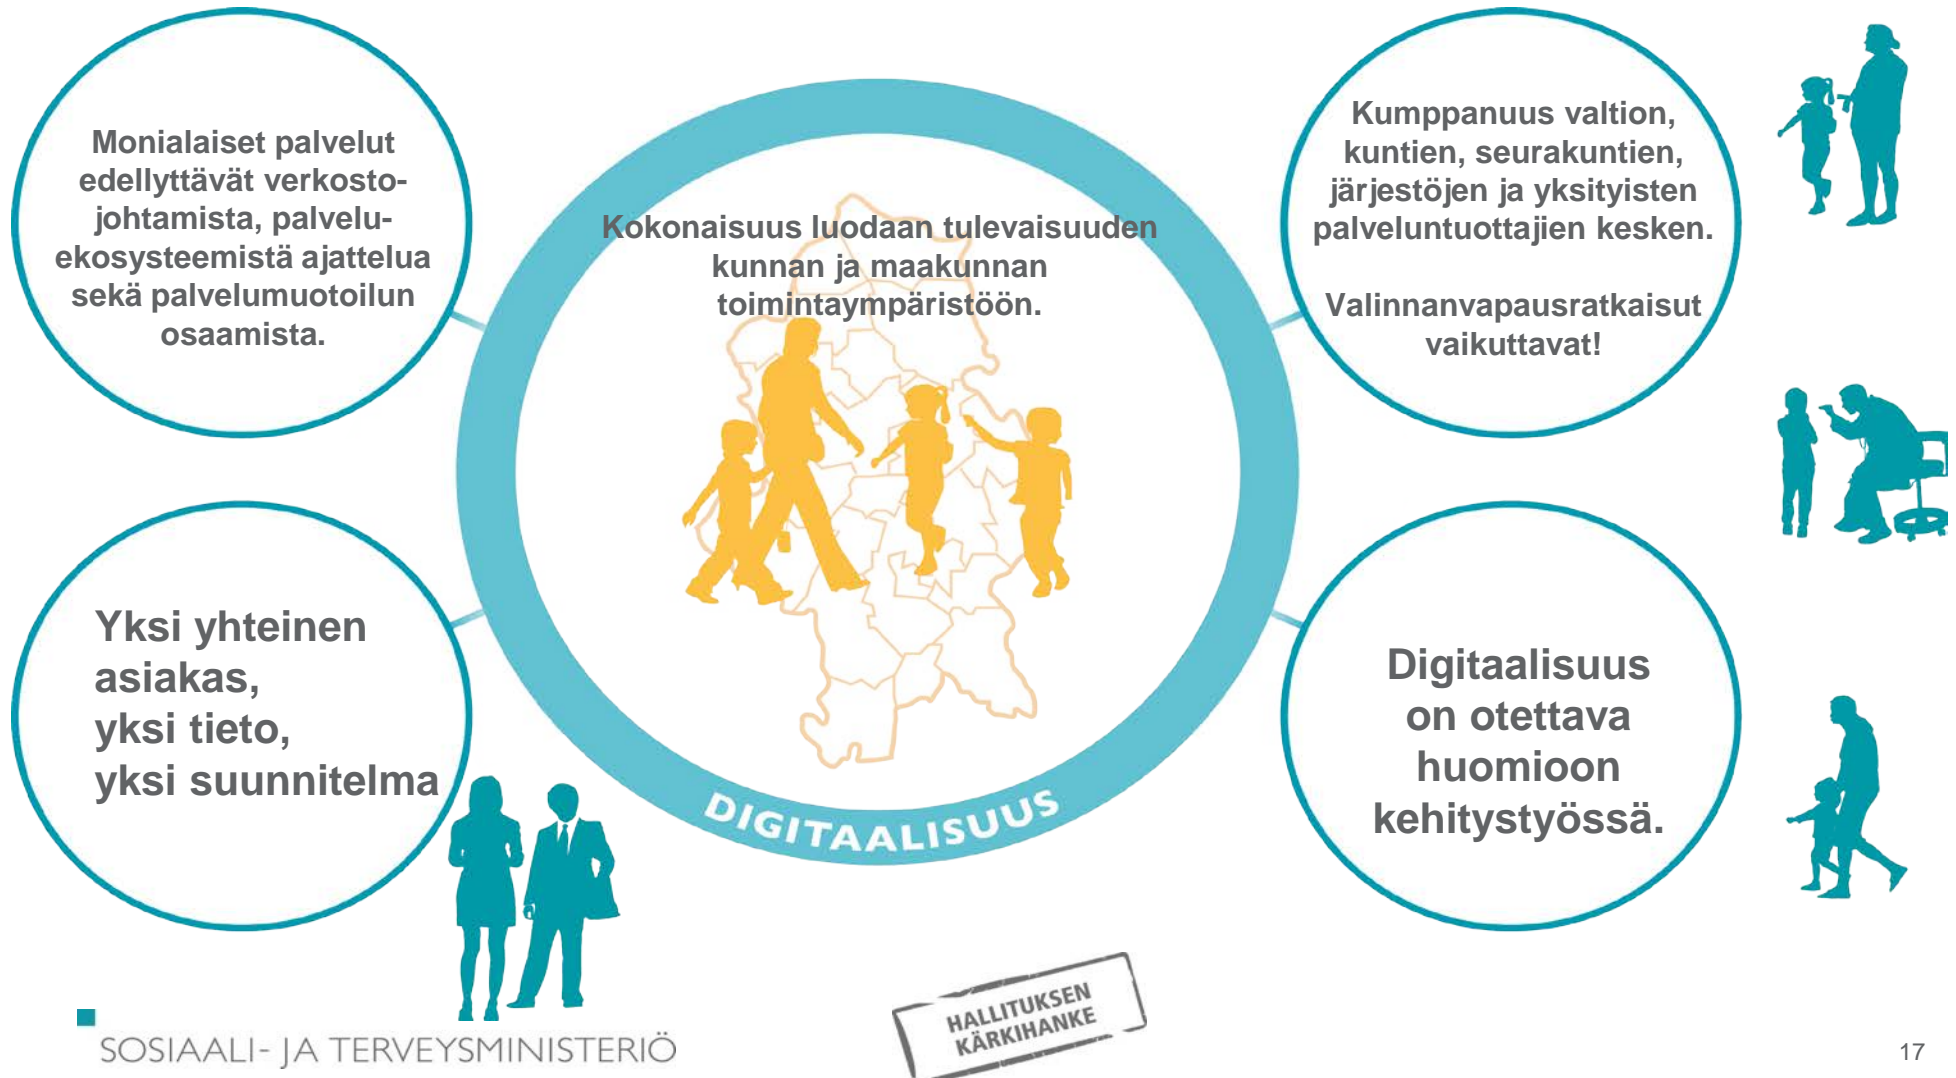 Monialaiset palvelut
edellyttävät verkosto-
johtamista, palvelu-
ekosysteemistä ajattelua
sekä palvelumuotoilun
osaamista.
Kokonaisuus luodaan tulevaisuuden
kunnan ja maakunnan
toimintaympäristöön.
Kumppanuus valtion,
kuntien, seurakuntien,
järjestöjen ja yksityisten
palveluntuottajien kesken.
Valinnanvapausratkaisut
vaikuttavat!
Yksi yhteinen
asiakas,
yksi tieto,
yksi suunnitelma
Digitaalisuus
on otettava
huomioon
kehitystyössä.
DIGITAALISUUS
HALLITUKSEN
KÄRKIHANKE
SOSIAALI- JA TERVEYSMINISTERIÖ
17